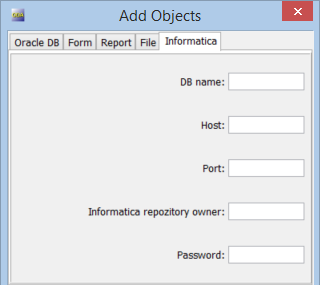 Add Objects
Oracle DB Form Report File Informatica
DB name:
Host:
Port:
Informatica repozitory owner:
Password: